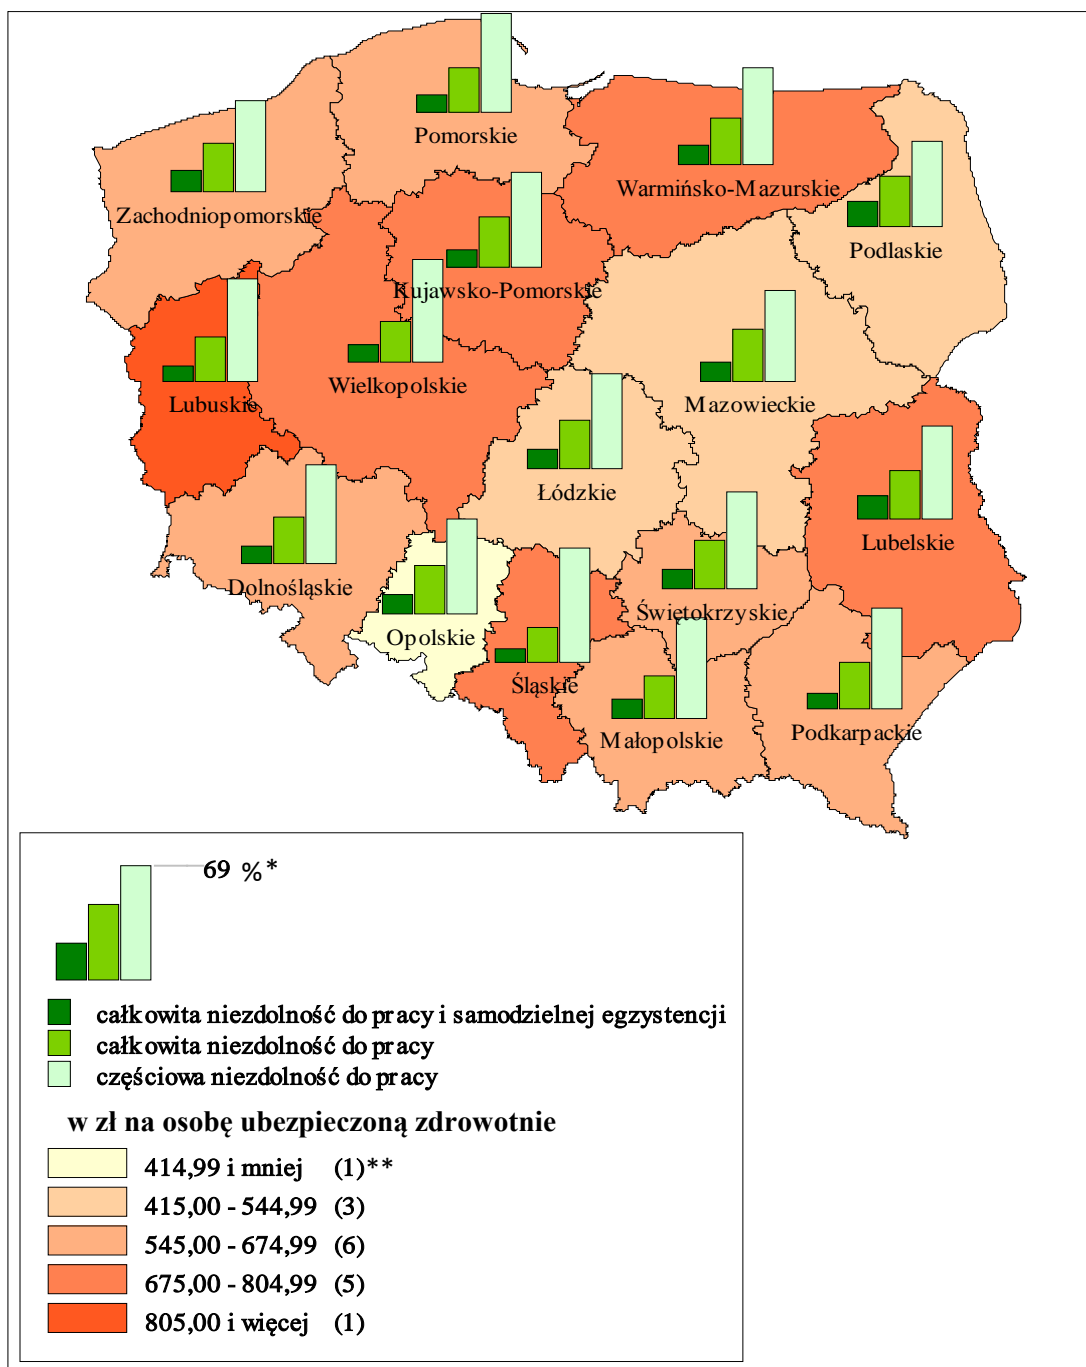 Pomorskie
Warmińsko-Mazurskie
Zachodniopomorskie
Podlaskie
Kujawsko-Pomorskie
Wielkopolskie
Lubuskie
Mazowieckie
Łódzkie
Lubelskie
Dolnośląskie
Świętokrzyskie
Opolskie
Śląskie
Małopolskie
Podkarpackie
69 %*
całkowita niezdolność do pracy i samodzielnej egzystencji
całkowita niezdolność do pracy
częściowa niezdolność do pracy
w zł na osobę ubezpieczoną zdrowotnie
414,99 i mniej (1)**
415,00 - 544,99 (3)
545,00 - 674,99 (6)
675,00 - 804,99 (5)
805,00 i więcej (1)